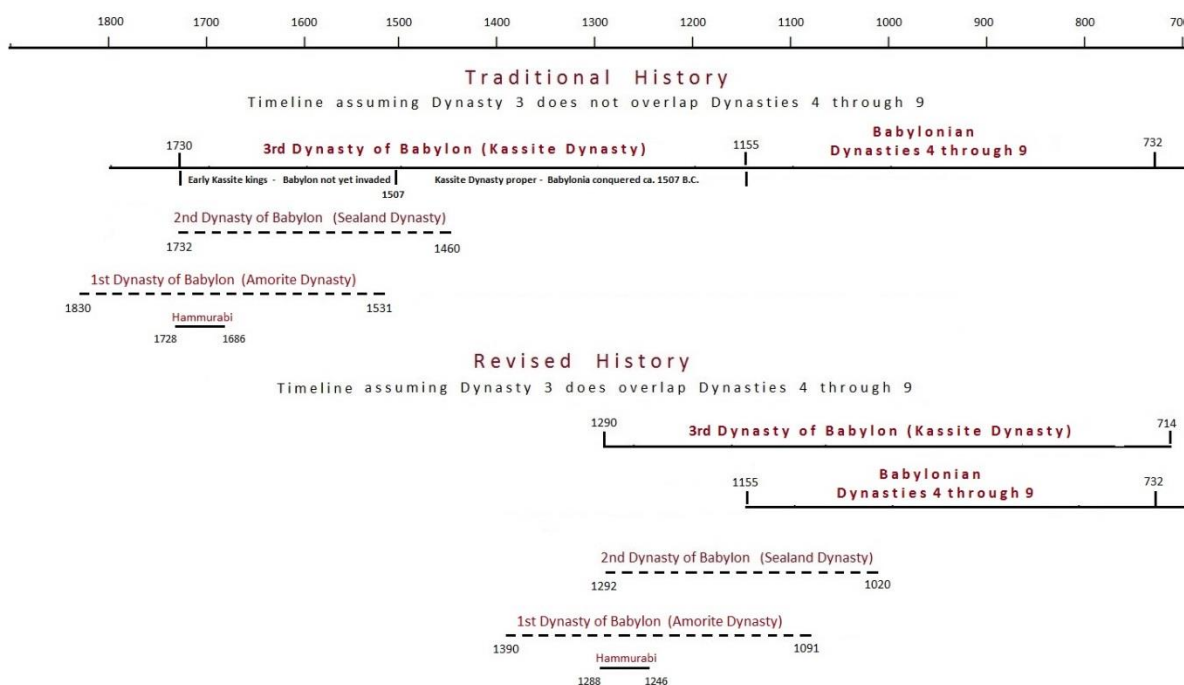 1800 1700 1600 1500 1400 1300 1200 1100 1000 900 800 700
Traditional History
Timeline assuming Dynasty 3 does not overlap Dynasties 4 through 9
1730 3rd Dynasty of Babylon (Kassite Dynasty) 1155 Babylonian 732
Dynasties 4 through 9
Early Kassite kings - Babylon not yet invaded Kassite Dynasty proper - Babylonia conquered ca. 1507 B.C.
1507
2nd Dynasty of Babylon (Sealand Dynasty)
1732 1460
1st Dynasty of Babylon (Amorite Dynasty)
1830 1531
Hammurabi
1728 1686
Revised History
Timeline assuming Dynasty 3 does overlap Dynasties 4 through 9
1290 3rd Dynasty of Babylon (Kassite Dynasty) 714
1155 Babylonian 732
Dynasties 4 through 9
2nd Dynasty of Babylon (Sealand Dynasty)
1292 1020
1st Dynasty of Babylon (Amorite Dynasty)
1390 1091
Hammurabi
1288 1246